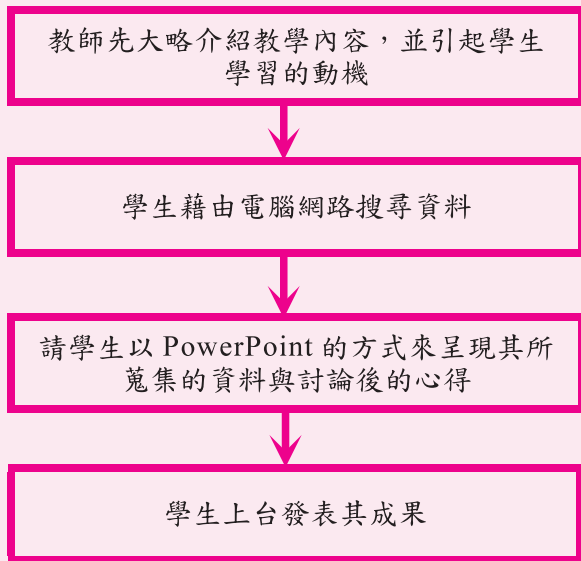 教師先大略介紹教學內容，並引起學生
學習的動機
學生藉由電腦網路搜尋資料
請學生以 PowerPoint 的方式來呈現其所
蒐集的資料與討論後的心得
學生上台發表其成果